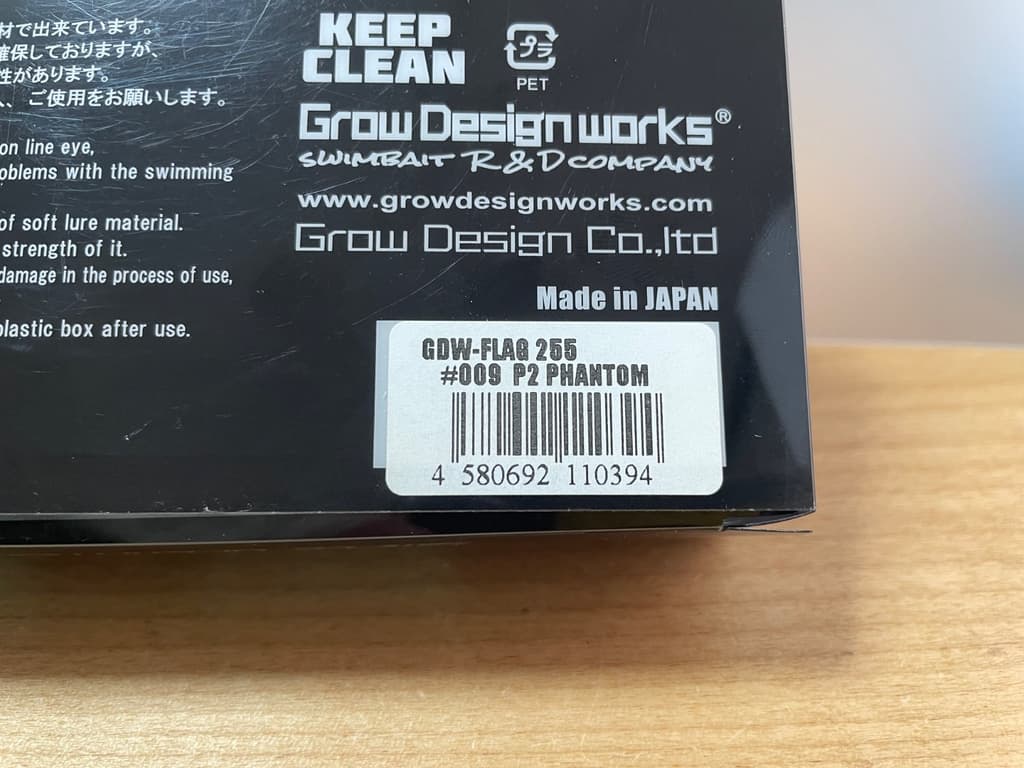 材で出来ています。
確保しておりますが、
性があります。
、ご使用をお願いします。
on line eye,
oblems with the swimming
of soft lure material.
strength of it.
damage in the process of use,
plastic box after use.
KEEP
CLEAN
プラ
PET
Grow Design works®
SWIMBAIT R&D COMPANY
www.growdesignworks.com
Grow Design Co.,ltd
Made in JAPAN
GDW-FLAG 255
#009 P2 PHANTOM
4 580692 110394